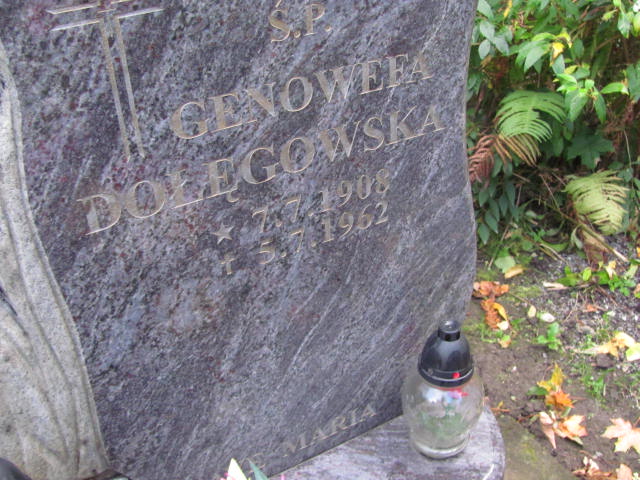 Ś.P.
GENOWEFA
DOŁĘGOWSKA
* 7.7.1908
† 5.7.1962
MARIA